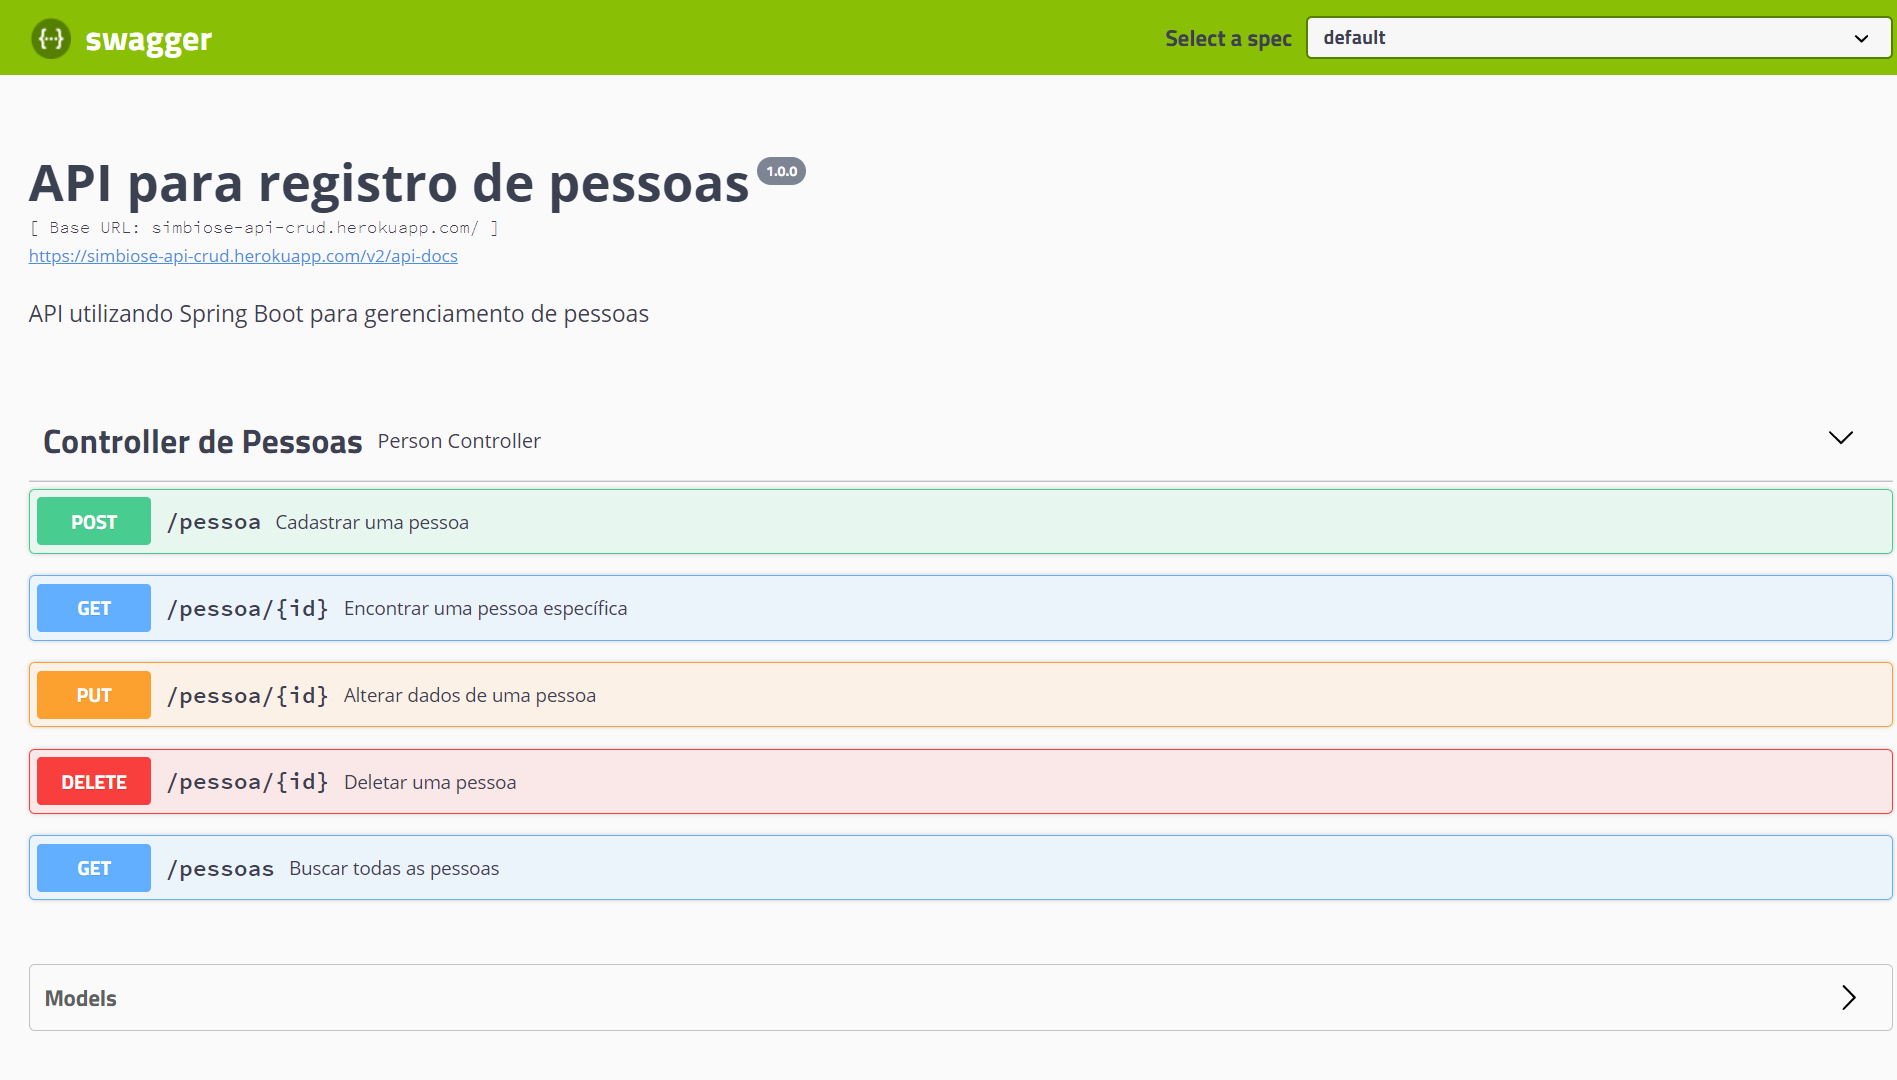 {···} swagger
Select a spec default
API para registro de pessoas 1.0.0
[ Base URL: simbiose-api-crud.herokuapp.com/ ]
https://simbiose-api-crud.herokuapp.com/v2/api-docs
API utilizando Spring Boot para gerenciamento de pessoas
Controller de Pessoas Person Controller
POST /pessoa Cadastrar uma pessoa
GET /pessoa/{id} Encontrar uma pessoa específica
PUT /pessoa/{id} Alterar dados de uma pessoa
DELETE /pessoa/{id} Deletar uma pessoa
GET /pessoas Buscar todas as pessoas
Models